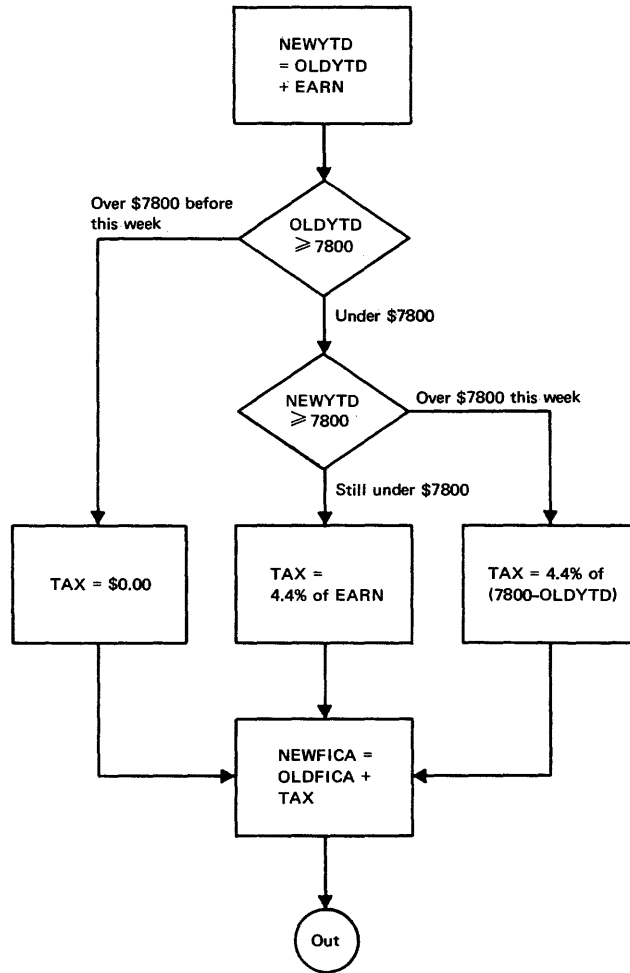 NEWYTD
= OLDYTD
+ EARN
Over $7800 before
this week
OLDYTD
⩾ 7800
Under $7800
NEWYTD
⩾ 7800
Over $7800 this week
Still under $7800
TAX = $0.00
TAX =
4.4% of EARN
TAX = 4.4% of
(7800-OLDYTD)
NEWFICA =
OLDFICA +
TAX
Out